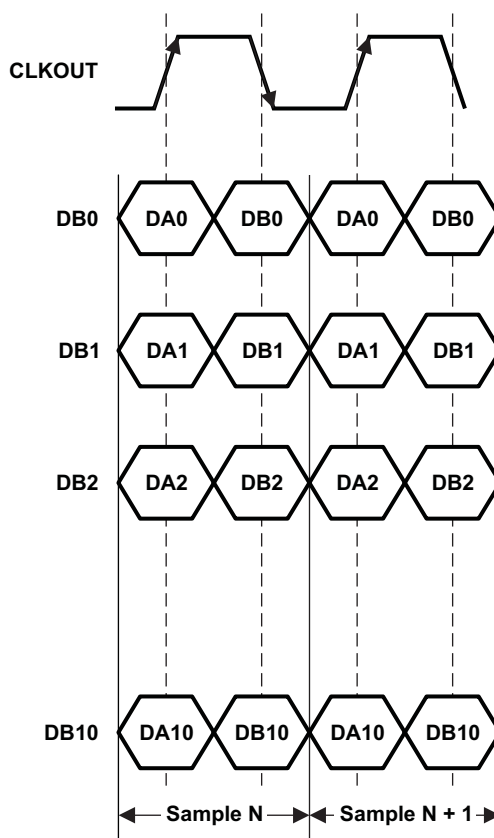 CLKOUT
DB0 DA0 DB0 DA0 DB0
DB1 DA1 DB1 DA1 DB1
DB2 DA2 DB2 DA2 DB2
DB10 DA10 DB10 DA10 DB10
Sample N Sample N + 1